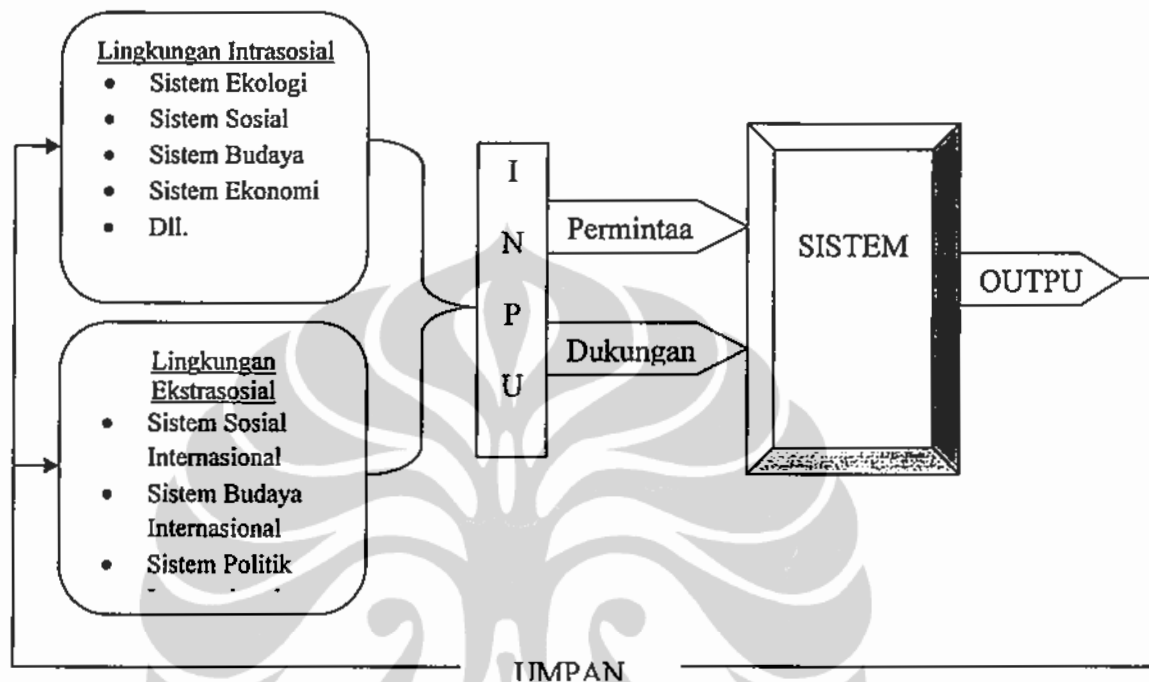 Lingkungan Intrasosial
• Sistem Ekologi
• Sistem Sosial
• Sistem Budaya
• Sistem Ekonomi
• Dll.
Lingkungan
Ekstrasosial
• Sistem Sosial
Internasional
• Sistem Budaya
Internasional
• Sistem Politik
I
N
P
U
Permintaa
Dukungan
SISTEM
OUTPU
UMPAN